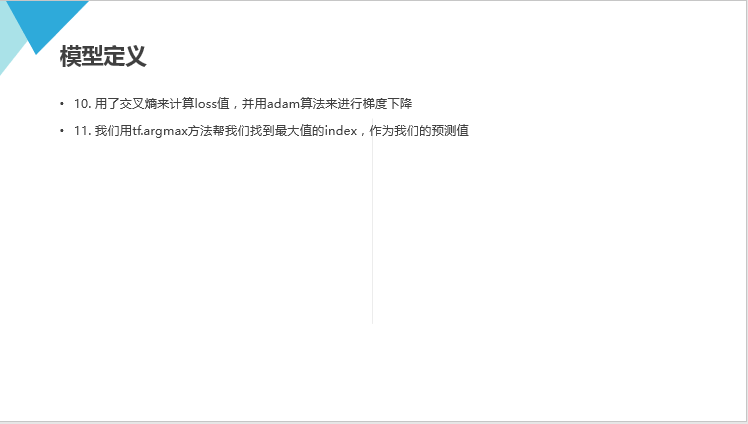 模型定义
• 10. 用了交叉熵来计算loss值，并用adam算法来进行梯度下降
• 11. 我们用tf.argmax方法帮我们找到最大值的index，作为我们的预测值